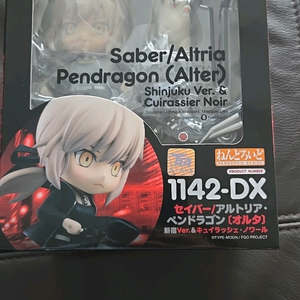 Saber/Altria
Pendragon (Alter)
Shinjuku Ver. &
Cuirassier Noir
ねんどろいど
NENDOROID SERIES
PRODUCT NUMBER
1142-DX
セイバー/アルトリア・
ペンドラゴン〔オルタ〕
新宿Ver.&キュイラッシェ・ノワール
©TYPE-MOON / FGO PROJECT